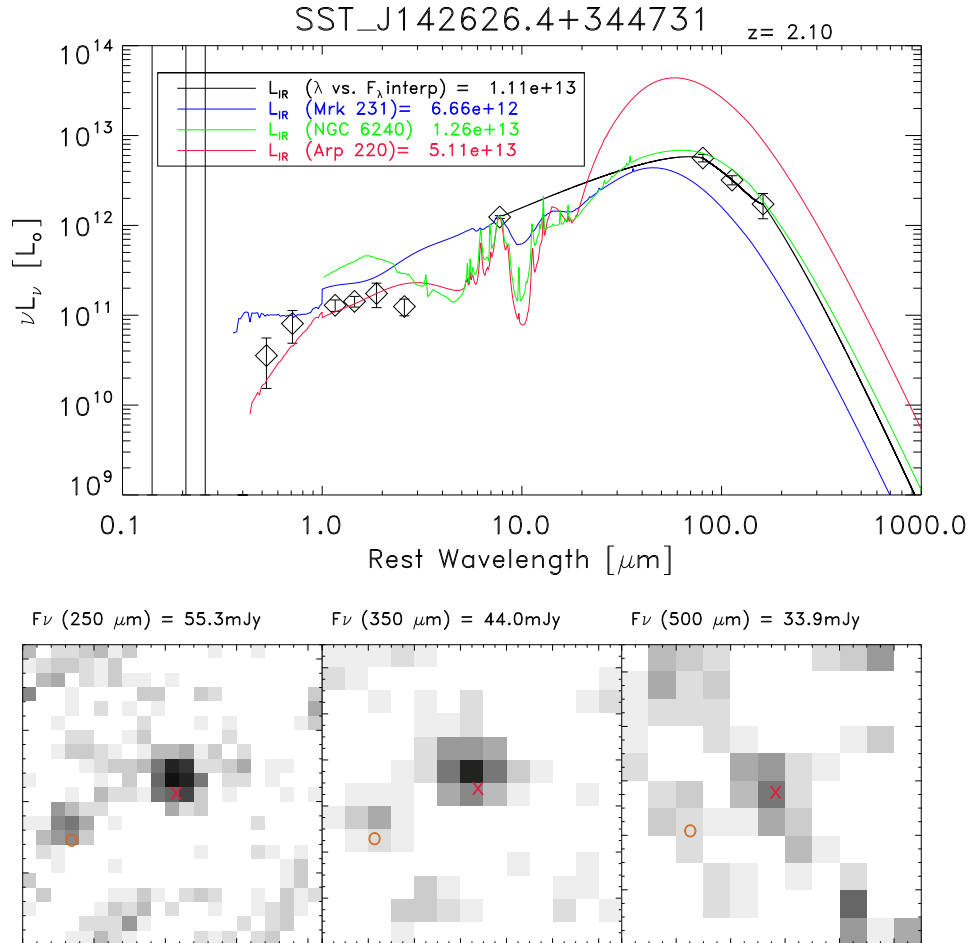 SST_J142626.4+344731
z= 2.10
L_IR (λ vs. F_λ interp) = 1.11e+13
L_IR (Mrk 231)= 6.66e+12
L_IR (NGC 6240) 1.26e+13
L_IR (Arp 220)= 5.11e+13
νL_ν [L_o]
10^14
10^13
10^12
10^11
10^10
10^9
0.1 1.0 10.0 100.0 1000.0
Rest Wavelength [μm]
Fν (250 μm) = 55.3mJy
Fν (350 μm) = 44.0mJy
Fν (500 μm) = 33.9mJy